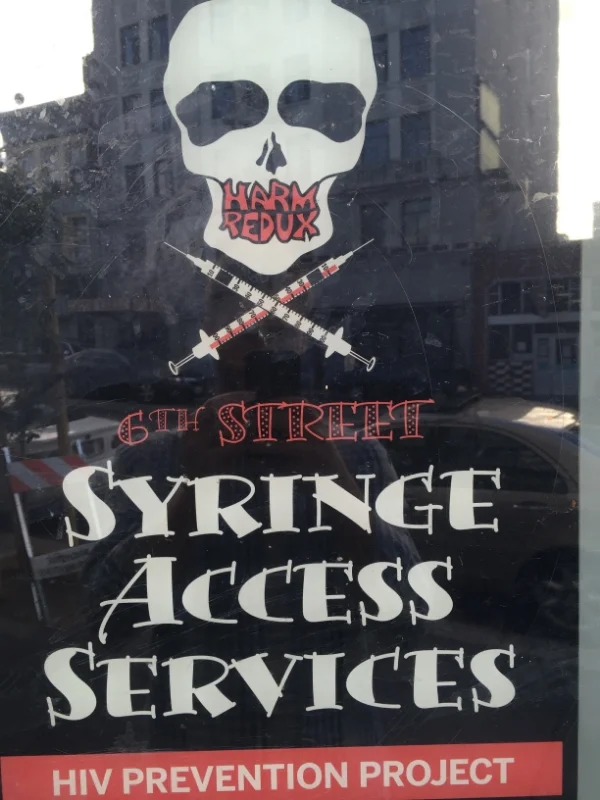 HARM
REDUX
6TH STREET
SYRINGE
ACCESS
SERVICES
HIV PREVENTION PROJECT